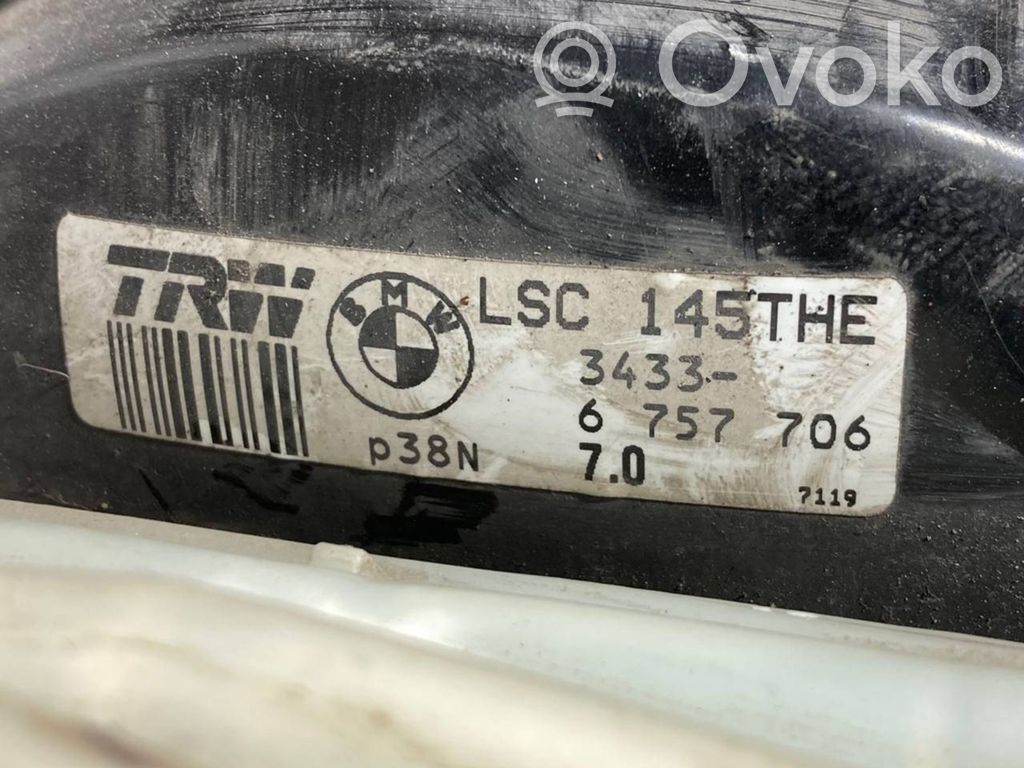 Ovoko
TRW BMW LSC 145THE
3433-
6 757 706
p38N 7.0 7119